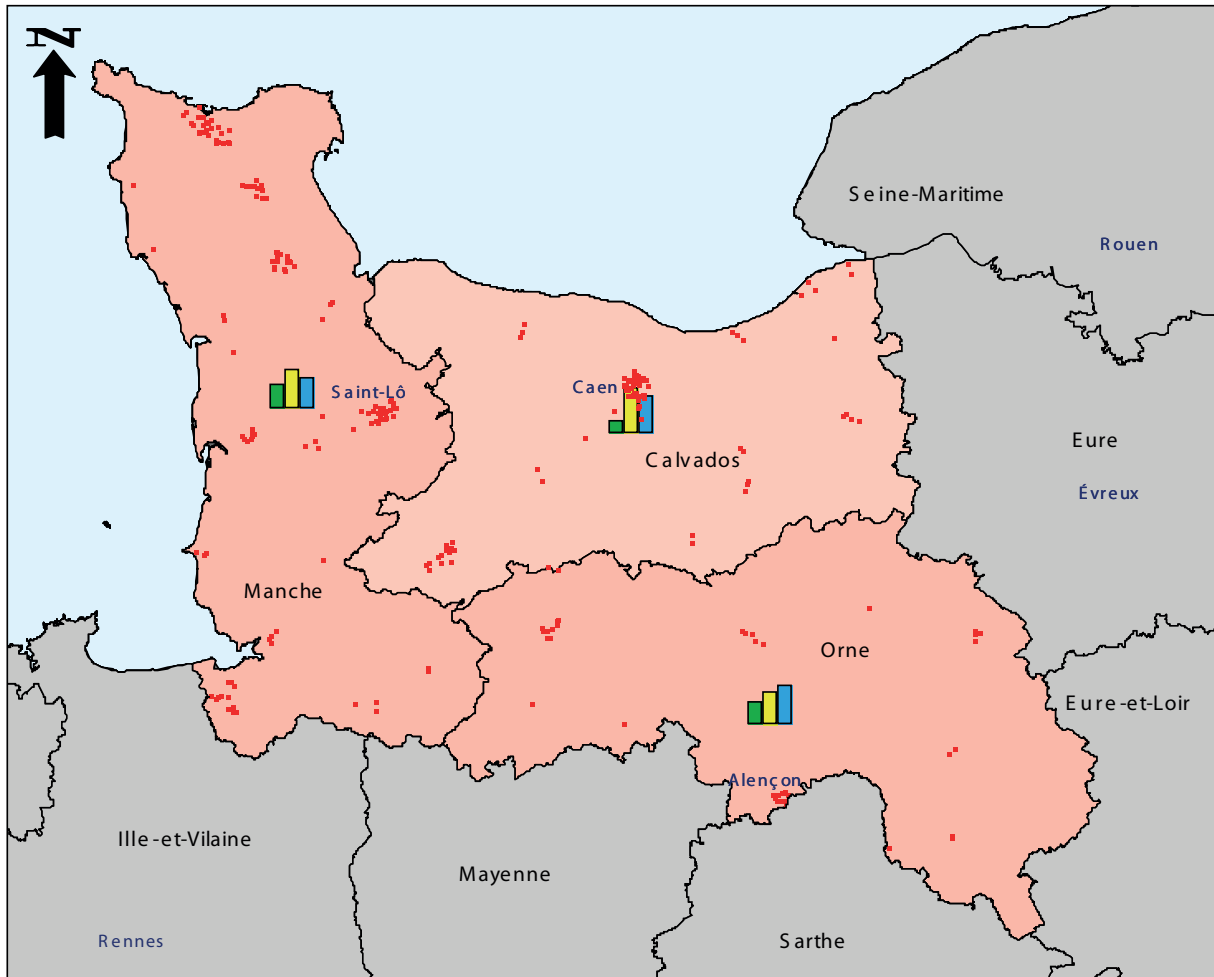 N
Seine-Maritime
Rouen
Saint-Lô
Caen
Eure
Calvados
Évreux
Manche
Orne
Eure-et-Loir
Alençon
Ille-et-Vilaine
Mayenne
Rennes
Sarthe